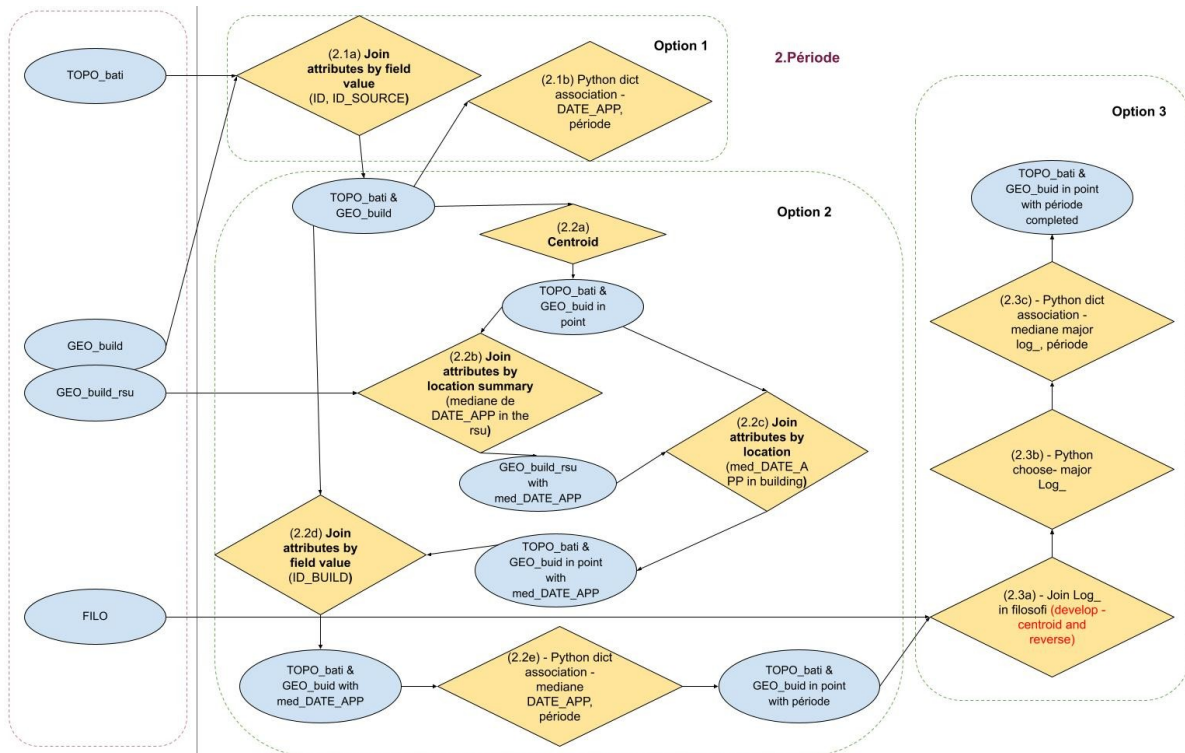 TOPO_bati
GEO_build
GEO_build_rsu
FILO
Option 1
2.Période
(2.1a) Join
attributes by field
value
(ID, ID_SOURCE)
(2.1b) Python dict
association -
DATE_APP,
période
TOPO_bati &
GEO_build
Option 2
(2.2a)
Centroid
TOPO_bati &
GEO_buid in
point
(2.2b) Join
attributes by
location summary
(mediane de
DATE_APP in the
rsu)
GEO_build_rsu
with
med_DATE_APP
(2.2c) Join
attributes by
location
(med_DATE_A
PP in building)
TOPO_bati &
GEO_buid in point
with
med_DATE_APP
(2.2d) Join
attributes by
field value
(ID_BUILD)
TOPO_bati &
GEO_buid with
med_DATE_APP
(2.2e) - Python dict
association -
mediane
DATE_APP,
période
TOPO_bati &
GEO_buid in point
with période
Option 3
TOPO_bati &
GEO_buid in point
with période
completed
(2.3c) - Python dict
association -
mediane major
log_, période
(2.3b) - Python
choose- major
Log_
(2.3a) - Join Log_
in filosofi (develop -
centroid and
reverse)